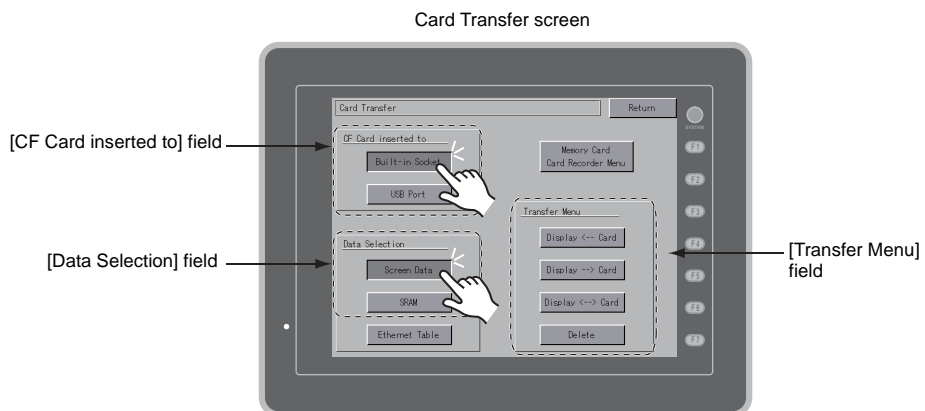 Card Transfer screen
Card Transfer
Return
SYSTEM
[CF Card inserted to] field
CF Card inserted to
Built-in Socket
USB Port
Memory Card
Card Recorder Menu
F1
F2
F3
F4
F5
F6
F7
Transfer Menu
Display <-- Card
Display --> Card
Display <--> Card
Delete
[Transfer Menu]
field
[Data Selection] field
Data Selection
Screen Data
SRAM
Ethernet Table